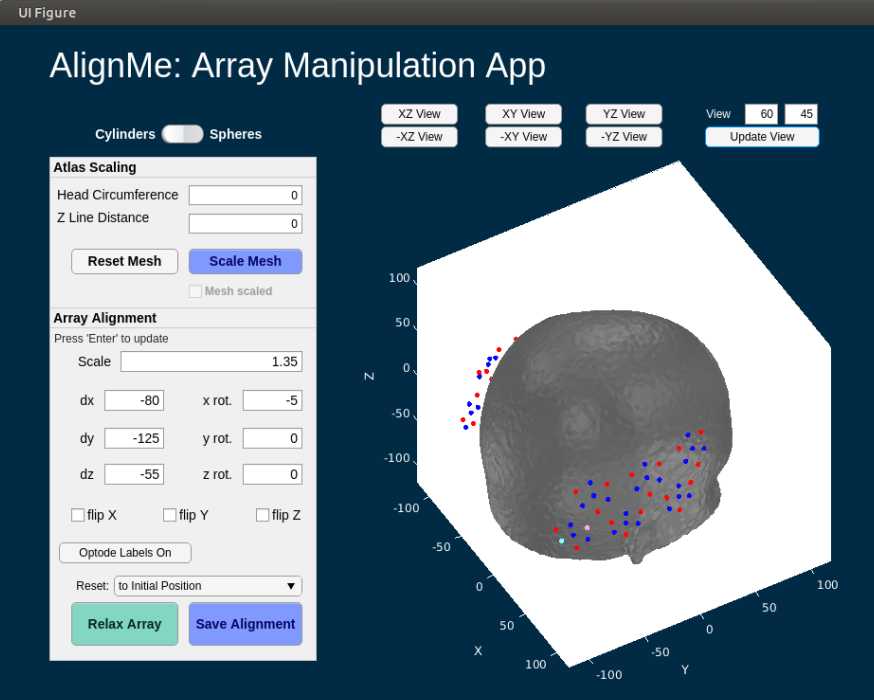 UI Figure
AlignMe: Array Manipulation App
Cylinders Spheres
XZ View XY View YZ View View 60 45
-XZ View -XY View -YZ View Update View
Atlas Scaling
Head Circumference 0
Z Line Distance 0
Reset Mesh Scale Mesh
Mesh scaled
Array Alignment
Press 'Enter' to update
Scale 1.35
dx -80 x rot. -5
dy -125 y rot. 0
dz -55 z rot. 0
flip X flip Y flip Z
Optode Labels On
Reset: to Initial Position
Relax Array Save Alignment
100
50
0
-50
-100
Z
-100
-50
0
50
100
X
-100
-50
0
50
100
Y